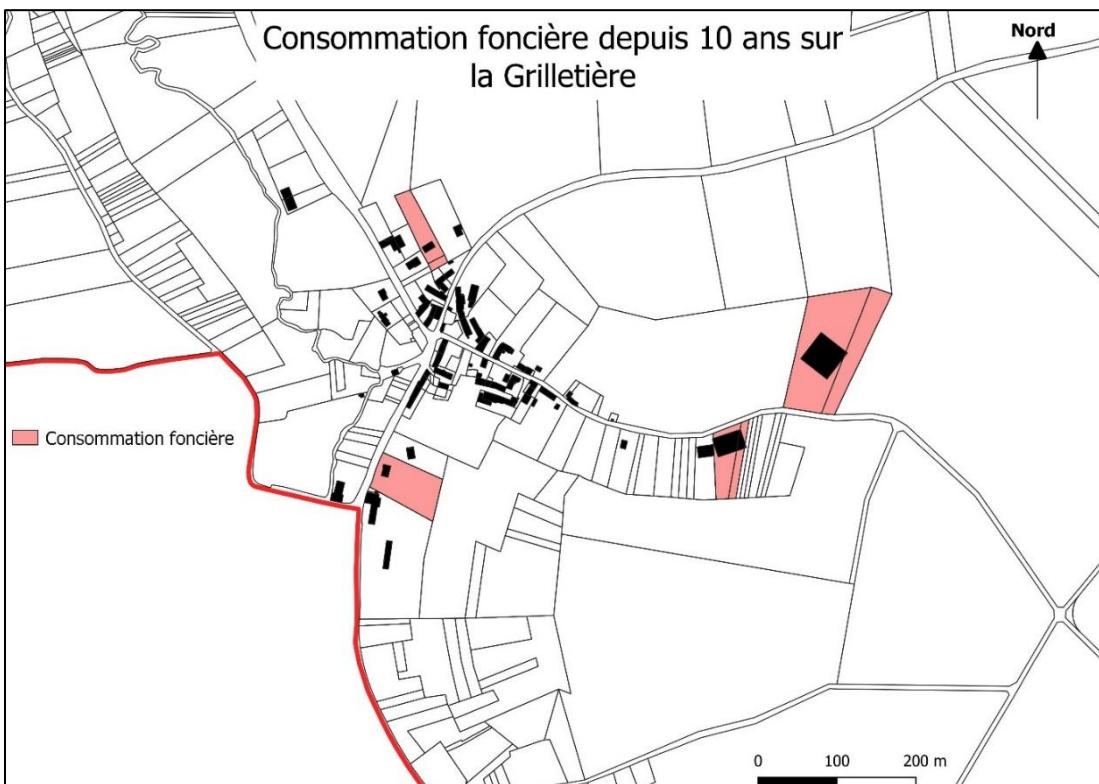 Consommation foncière depuis 10 ans sur
la Grilletière
Nord
Consommation foncière
0 100 200 m